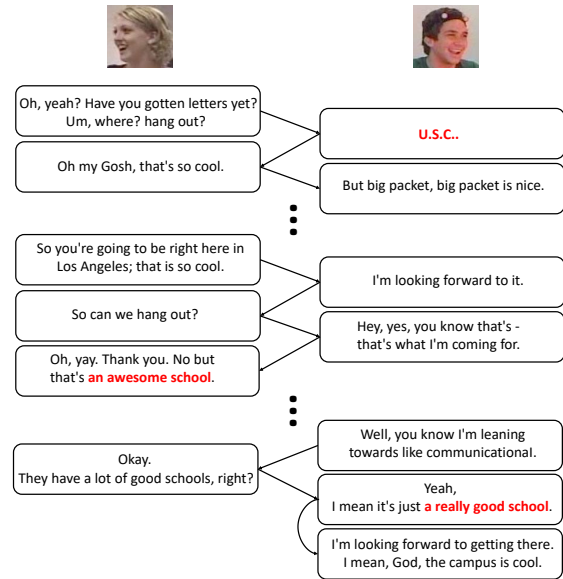 Oh, yeah? Have you gotten letters yet?
Um, where? hang out?
U.S.C..
Oh my Gosh, that's so cool.
But big packet, big packet is nice.
So you're going to be right here in
Los Angeles; that is so cool.
I'm looking forward to it.
So can we hang out?
Hey, yes, you know that's -
that's what I'm coming for.
Oh, yay. Thank you. No but
that's an awesome school.
Well, you know I'm leaning
towards like communicational.
Okay.
They have a lot of good schools, right?
Yeah,
I mean it's just a really good school.
I'm looking forward to getting there.
I mean, God, the campus is cool.